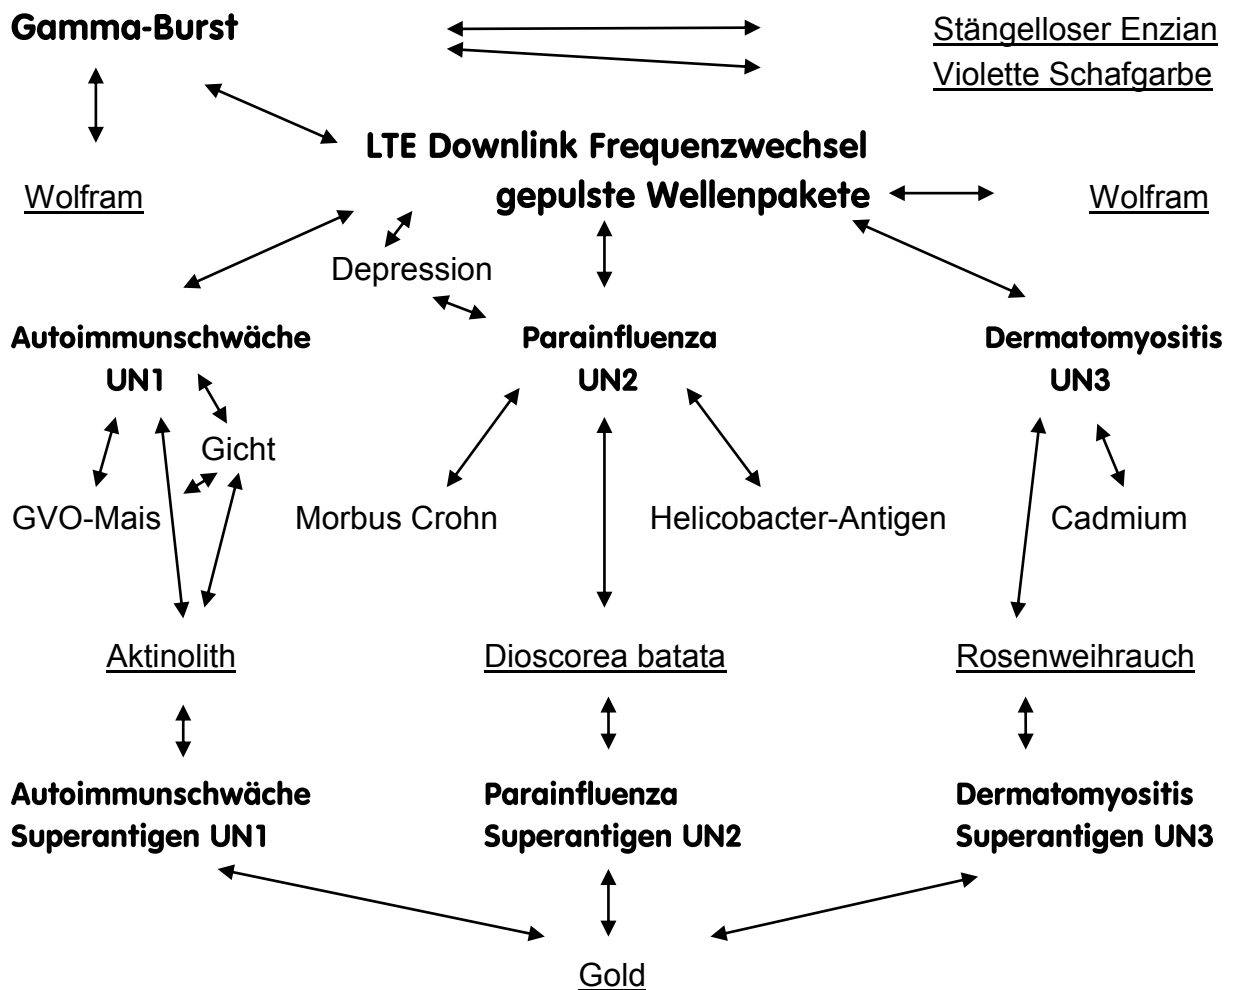 Gamma-Burst
Stängelloser Enzian
Violette Schafgarbe
LTE Downlink Frequenzwechsel
gepulste Wellenpakete
Wolfram
Wolfram
Depression
Autoimmunschwäche
UN1
Parainfluenza
UN2
Dermatomyositis
UN3
Gicht
GVO-Mais
Morbus Crohn
Helicobacter-Antigen
Cadmium
Aktinolith
Dioscorea batata
Rosenweihrauch
Autoimmunschwäche
Superantigen UN1
Parainfluenza
Superantigen UN2
Dermatomyositis
Superantigen UN3
Gold